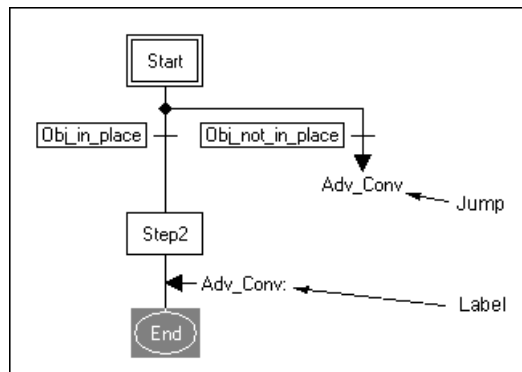 Start
Obj_in_place
Obj_not_in_place
Adv_Conv
Jump
Step2
Adv_Conv:
Label
End